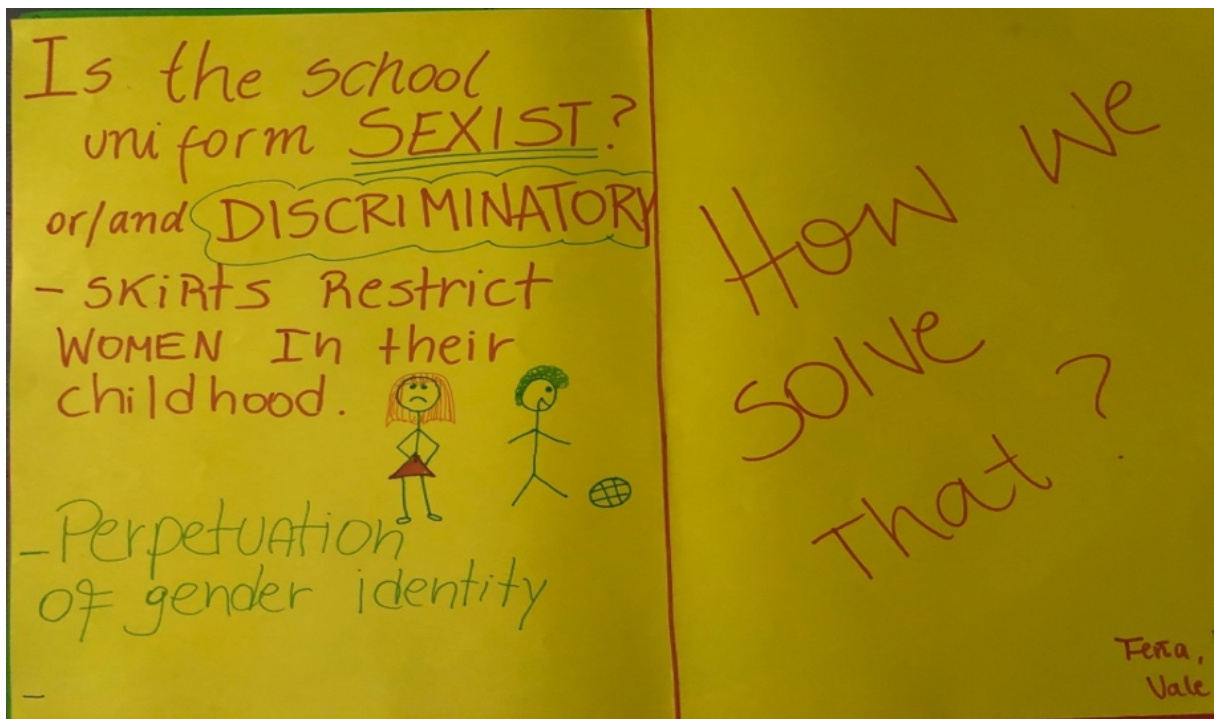 Is the school
uniform SEXIST?
or/and DISCRIMINATORY
- SKiRtS Restrict
WOMEN In their
childhood.
- Perpetuation
OF gender identity
-
How we
solve
That?
Vale